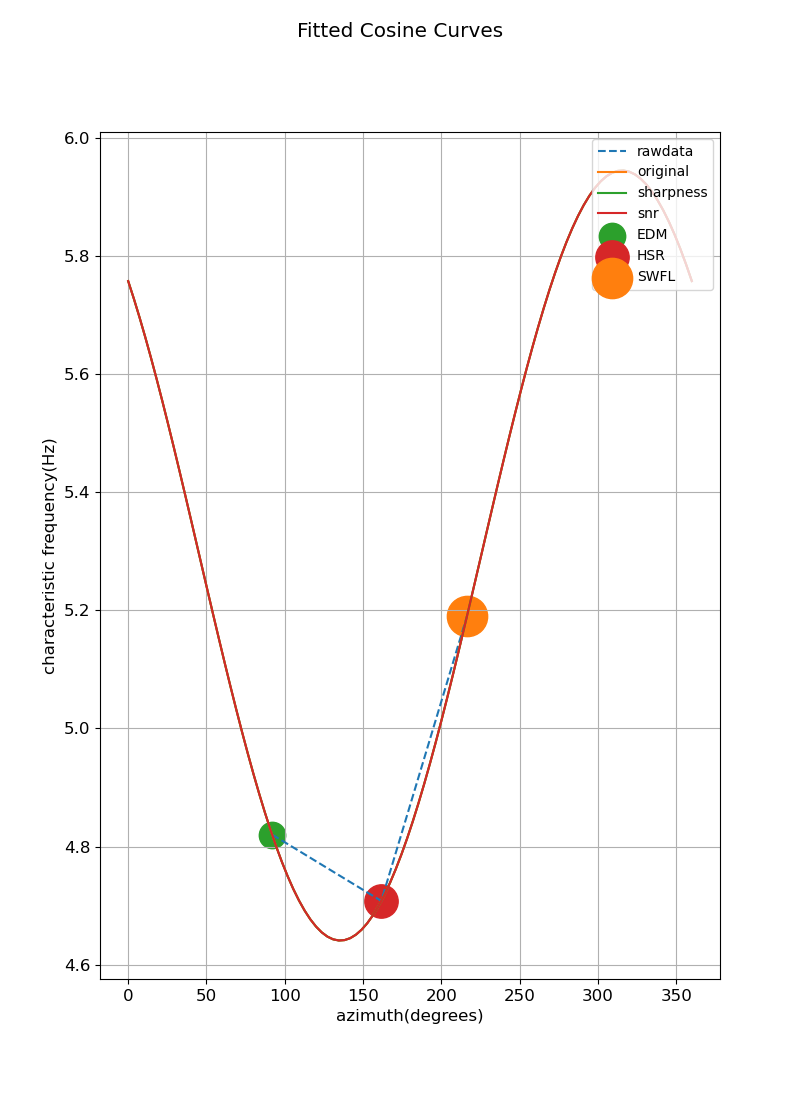 Fitted Cosine Curves
6.0
5.8
5.6
5.4
5.2
5.0
4.8
4.6
characteristic frequency(Hz)
rawdata
original
sharpness
snr
EDM
HSR
SWFL
0 50 100 150 200 250 300 350
azimuth(degrees)